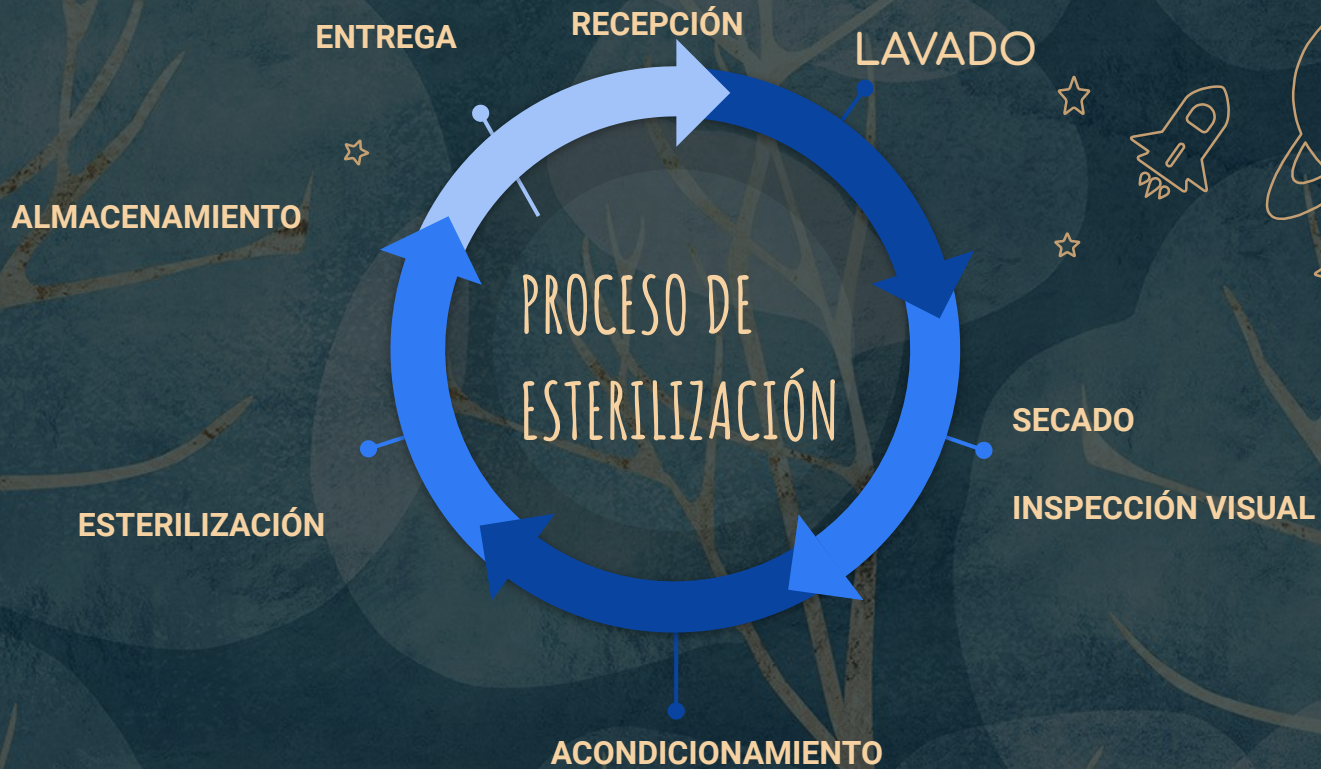 RECEPCIÓN
LAVADO
SECADO
INSPECCIÓN VISUAL
ACONDICIONAMIENTO
ESTERILIZACIÓN
ALMACENAMIENTO
ENTREGA
PROCESO DE
ESTERILIZACIÓN